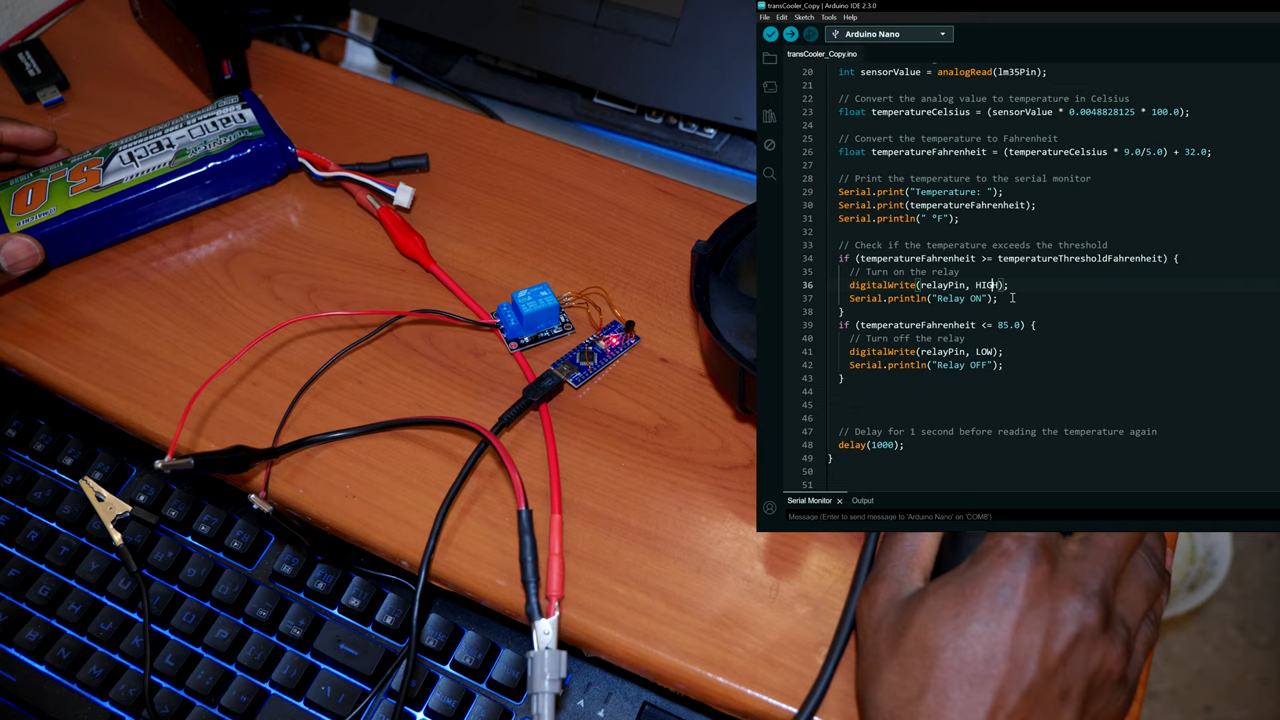 transCooler_Copy | Arduino IDE 2.3.0
File Edit Sketch Tools Help
Arduino Nano
transCooler_Copy.ino
20 int sensorValue = analogRead(lm35Pin);
21
22 // Convert the analog value to temperature in Celsius
23 float temperatureCelsius = (sensorValue * 0.0048828125 * 100.0);
24
25 // Convert the temperature to Fahrenheit
26 float temperatureFahrenheit = (temperatureCelsius * 9.0/5.0) + 32.0;
27
28 // Print the temperature to the serial monitor
29 Serial.print("Temperature: ");
30 Serial.print(temperatureFahrenheit);
31 Serial.println(" °F");
32
33 // Check if the temperature exceeds the threshold
34 if (temperatureFahrenheit >= temperatureThresholdFahrenheit) {
35 // Turn on the relay
36 digitalWrite(relayPin, HIGH);
37 Serial.println("Relay ON");
38 }
39 if (temperatureFahrenheit <= 85.0) {
40 // Turn off the relay
41 digitalWrite(relayPin, LOW);
42 Serial.println("Relay OFF");
43 }
44
45
46
47 // Delay for 1 second before reading the temperature again
48 delay(1000);
49 }
50
51
Serial Monitor Output
Message (Enter to send message to 'Arduino Nano' on 'COM8')
TURNIGY
nano-tech
5.0